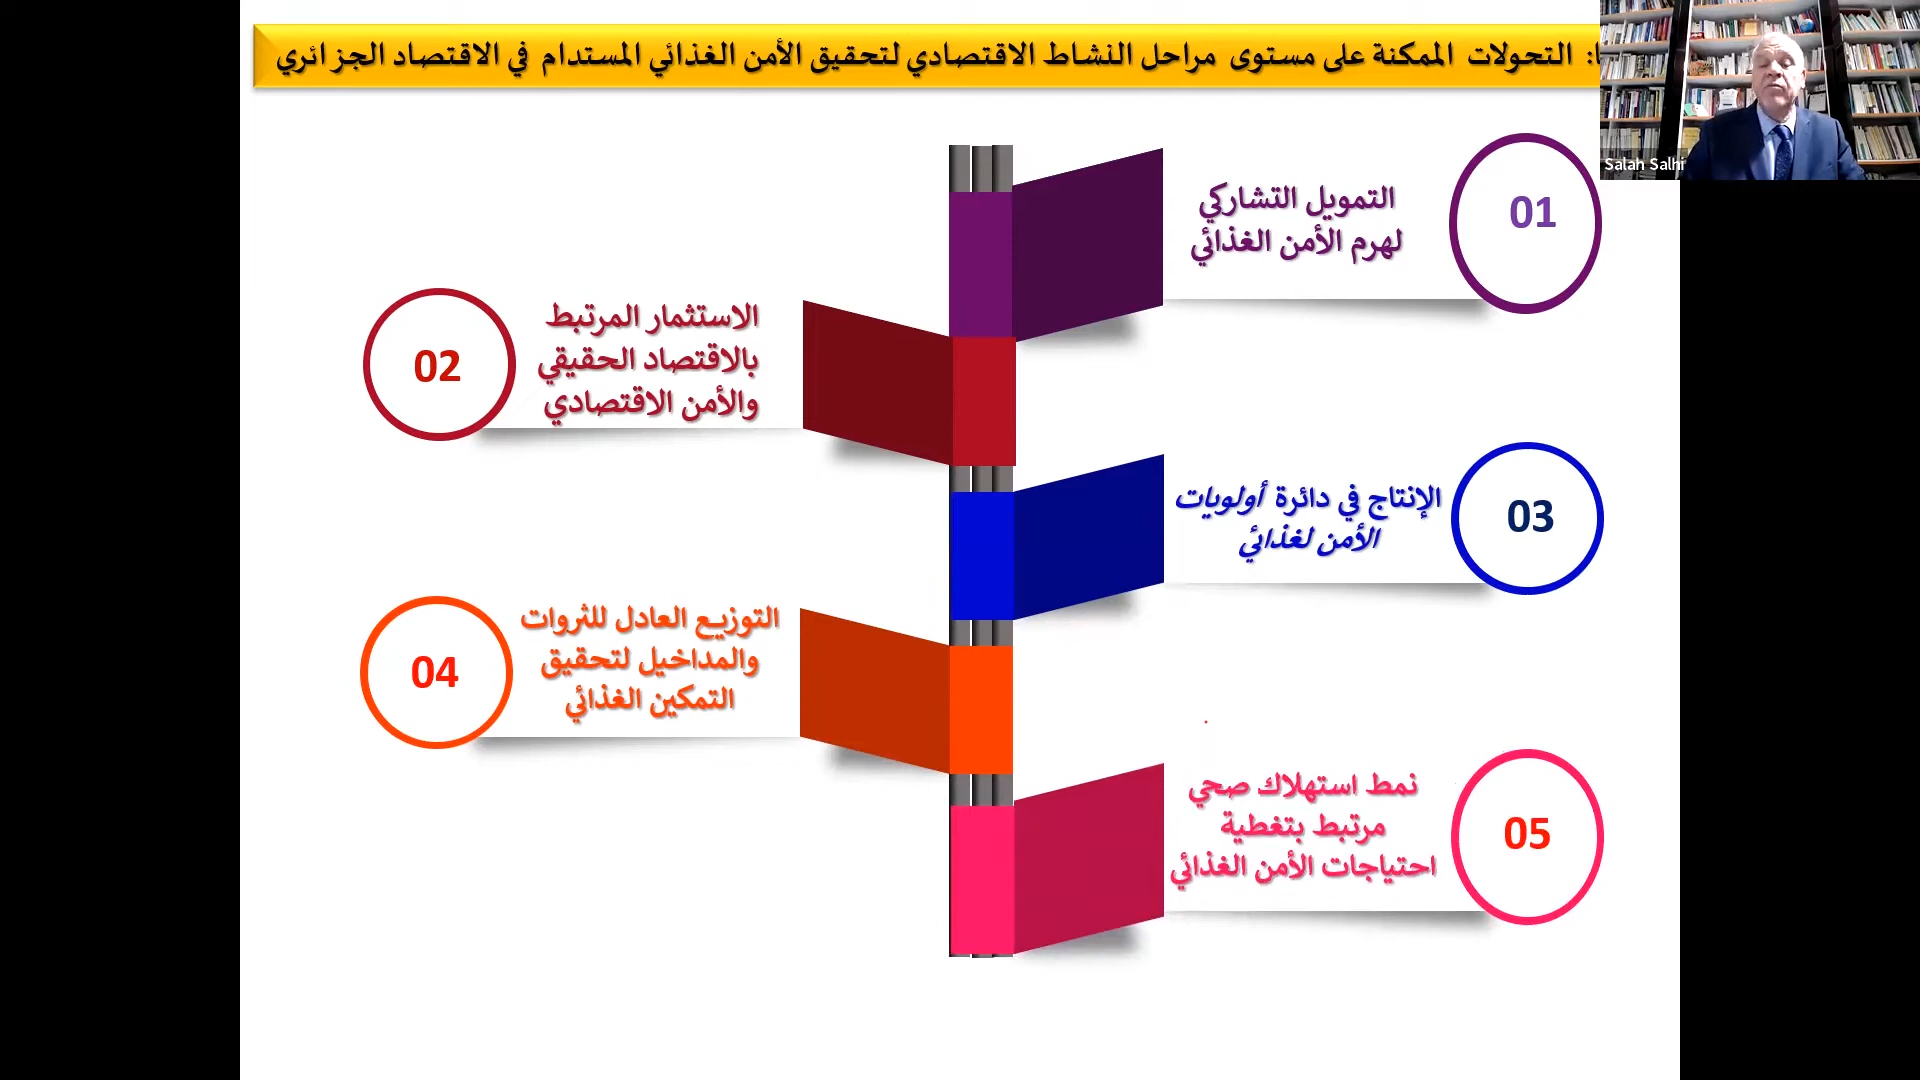 التحولات الممكنة على مستوى مراحل النشاط الاقتصادي لتحقيق الأمن الغذائي المستدام في الاقتصاد الجزائري
Salah Salhi
01
التمويل التشاركي
لهرم الأمن الغذائي
02
الاستثمار المرتبط
بالاقتصاد الحقيقي
والأمن الاقتصادي
03
الإنتاج في دائرة أولويات
الأمن لغذائي
04
التوزيع العادل للثروات
والمداخيل لتحقيق
التمكين الغذائي
05
نمط استهلاك صحي
مرتبط بتغطية
احتياجات الأمن الغذائي